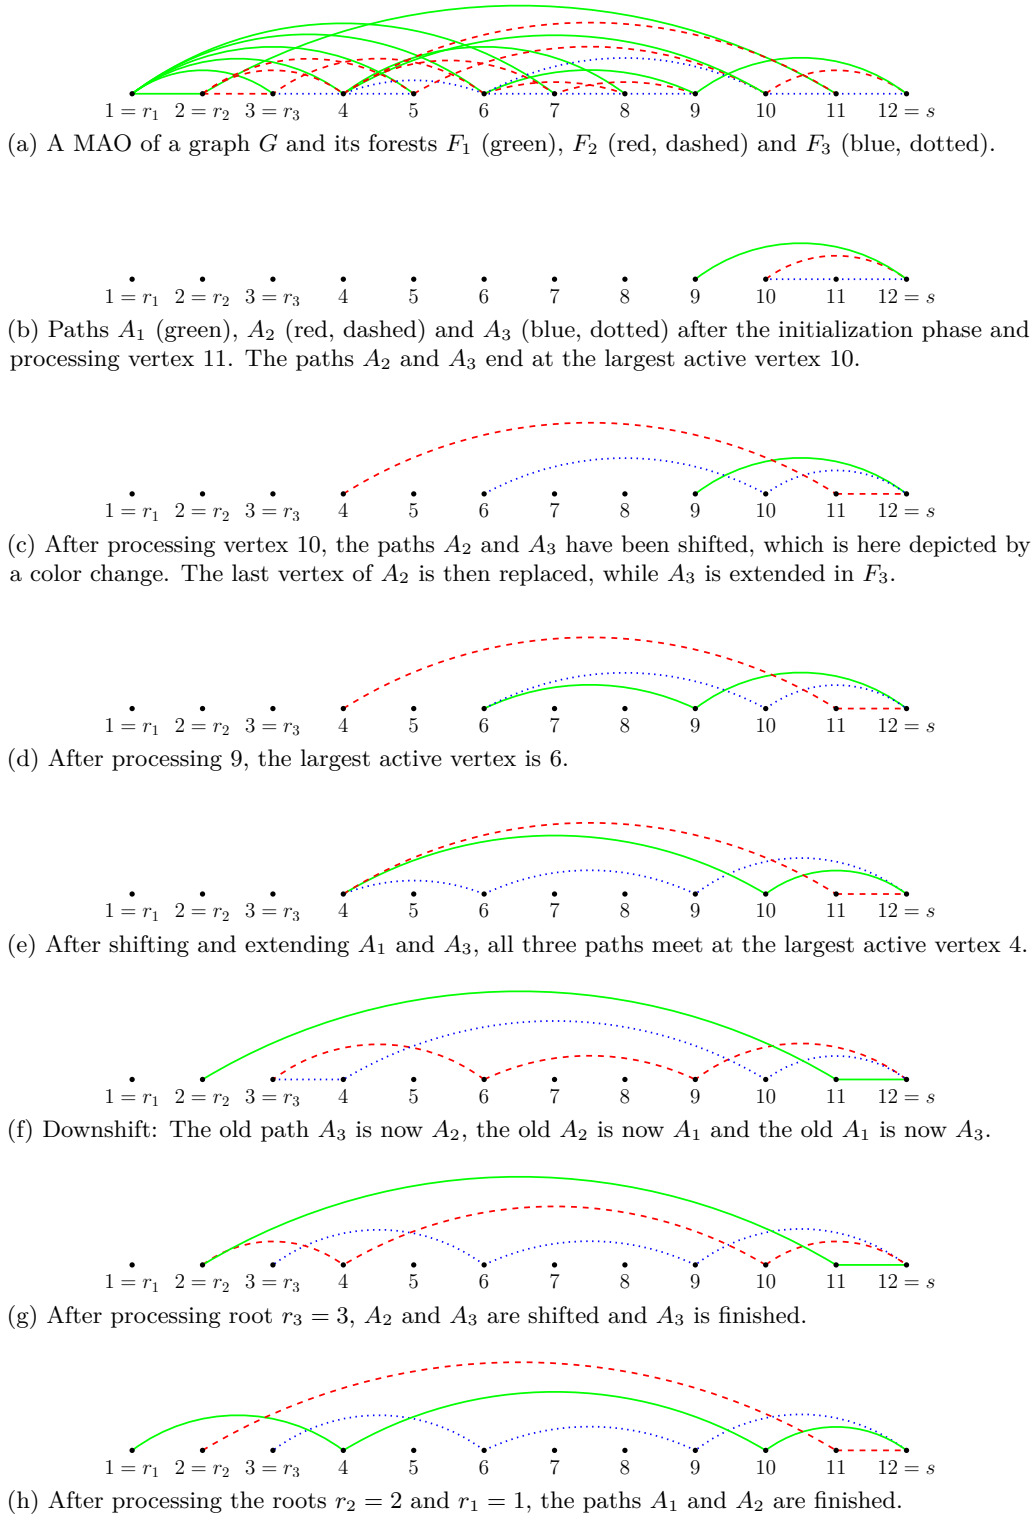 1 = r₁ 2 = r₂ 3 = r₃ 4 5 6 7 8 9 10 11 12 = s
(a) A MAO of a graph G and its forests F₁ (green), F₂ (red, dashed) and F₃ (blue, dotted).
1 = r₁ 2 = r₂ 3 = r₃ 4 5 6 7 8 9 10 11 12 = s
(b) Paths A₁ (green), A₂ (red, dashed) and A₃ (blue, dotted) after the initialization phase and
processing vertex 11. The paths A₂ and A₃ end at the largest active vertex 10.
1 = r₁ 2 = r₂ 3 = r₃ 4 5 6 7 8 9 10 11 12 = s
(c) After processing vertex 10, the paths A₂ and A₃ have been shifted, which is here depicted by
a color change. The last vertex of A₂ is then replaced, while A₃ is extended in F₃.
1 = r₁ 2 = r₂ 3 = r₃ 4 5 6 7 8 9 10 11 12 = s
(d) After processing 9, the largest active vertex is 6.
1 = r₁ 2 = r₂ 3 = r₃ 4 5 6 7 8 9 10 11 12 = s
(e) After shifting and extending A₁ and A₃, all three paths meet at the largest active vertex 4.
1 = r₁ 2 = r₂ 3 = r₃ 4 5 6 7 8 9 10 11 12 = s
(f) Downshift: The old path A₃ is now A₂, the old A₂ is now A₁ and the old A₁ is now A₃.
1 = r₁ 2 = r₂ 3 = r₃ 4 5 6 7 8 9 10 11 12 = s
(g) After processing root r₃ = 3, A₂ and A₃ are shifted and A₃ is finished.
1 = r₁ 2 = r₂ 3 = r₃ 4 5 6 7 8 9 10 11 12 = s
(h) After processing the roots r₂ = 2 and r₁ = 1, the paths A₁ and A₂ are finished.